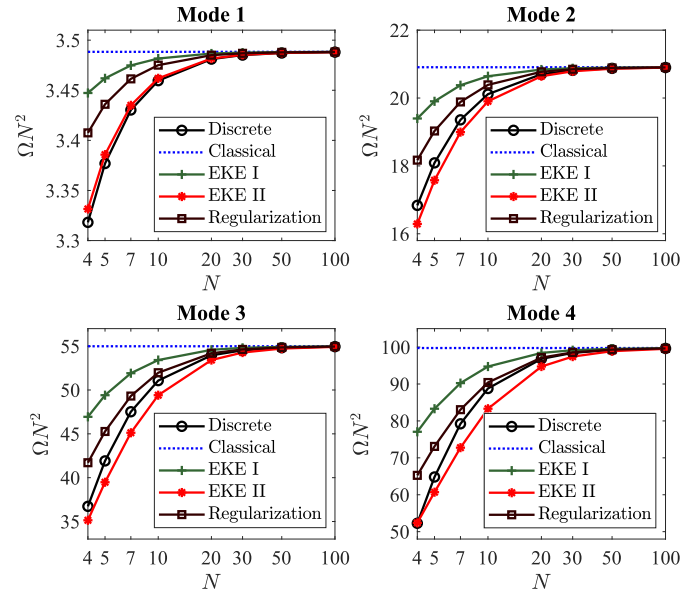 Mode 1
3.5
3.45
3.4
3.35
3.3
ΩN²
Discrete
Classical
EKE I
EKE II
Regularization
4 5 7 10 20 30 50 100
N
Mode 2
22
20
18
16
ΩN²
Discrete
Classical
EKE I
EKE II
Regularization
4 5 7 10 20 30 50 100
N
Mode 3
55
50
45
40
35
ΩN²
Discrete
Classical
EKE I
EKE II
Regularization
4 5 7 10 20 30 50 100
N
Mode 4
100
90
80
70
60
50
ΩN²
Discrete
Classical
EKE I
EKE II
Regularization
4 5 7 10 20 30 50 100
N